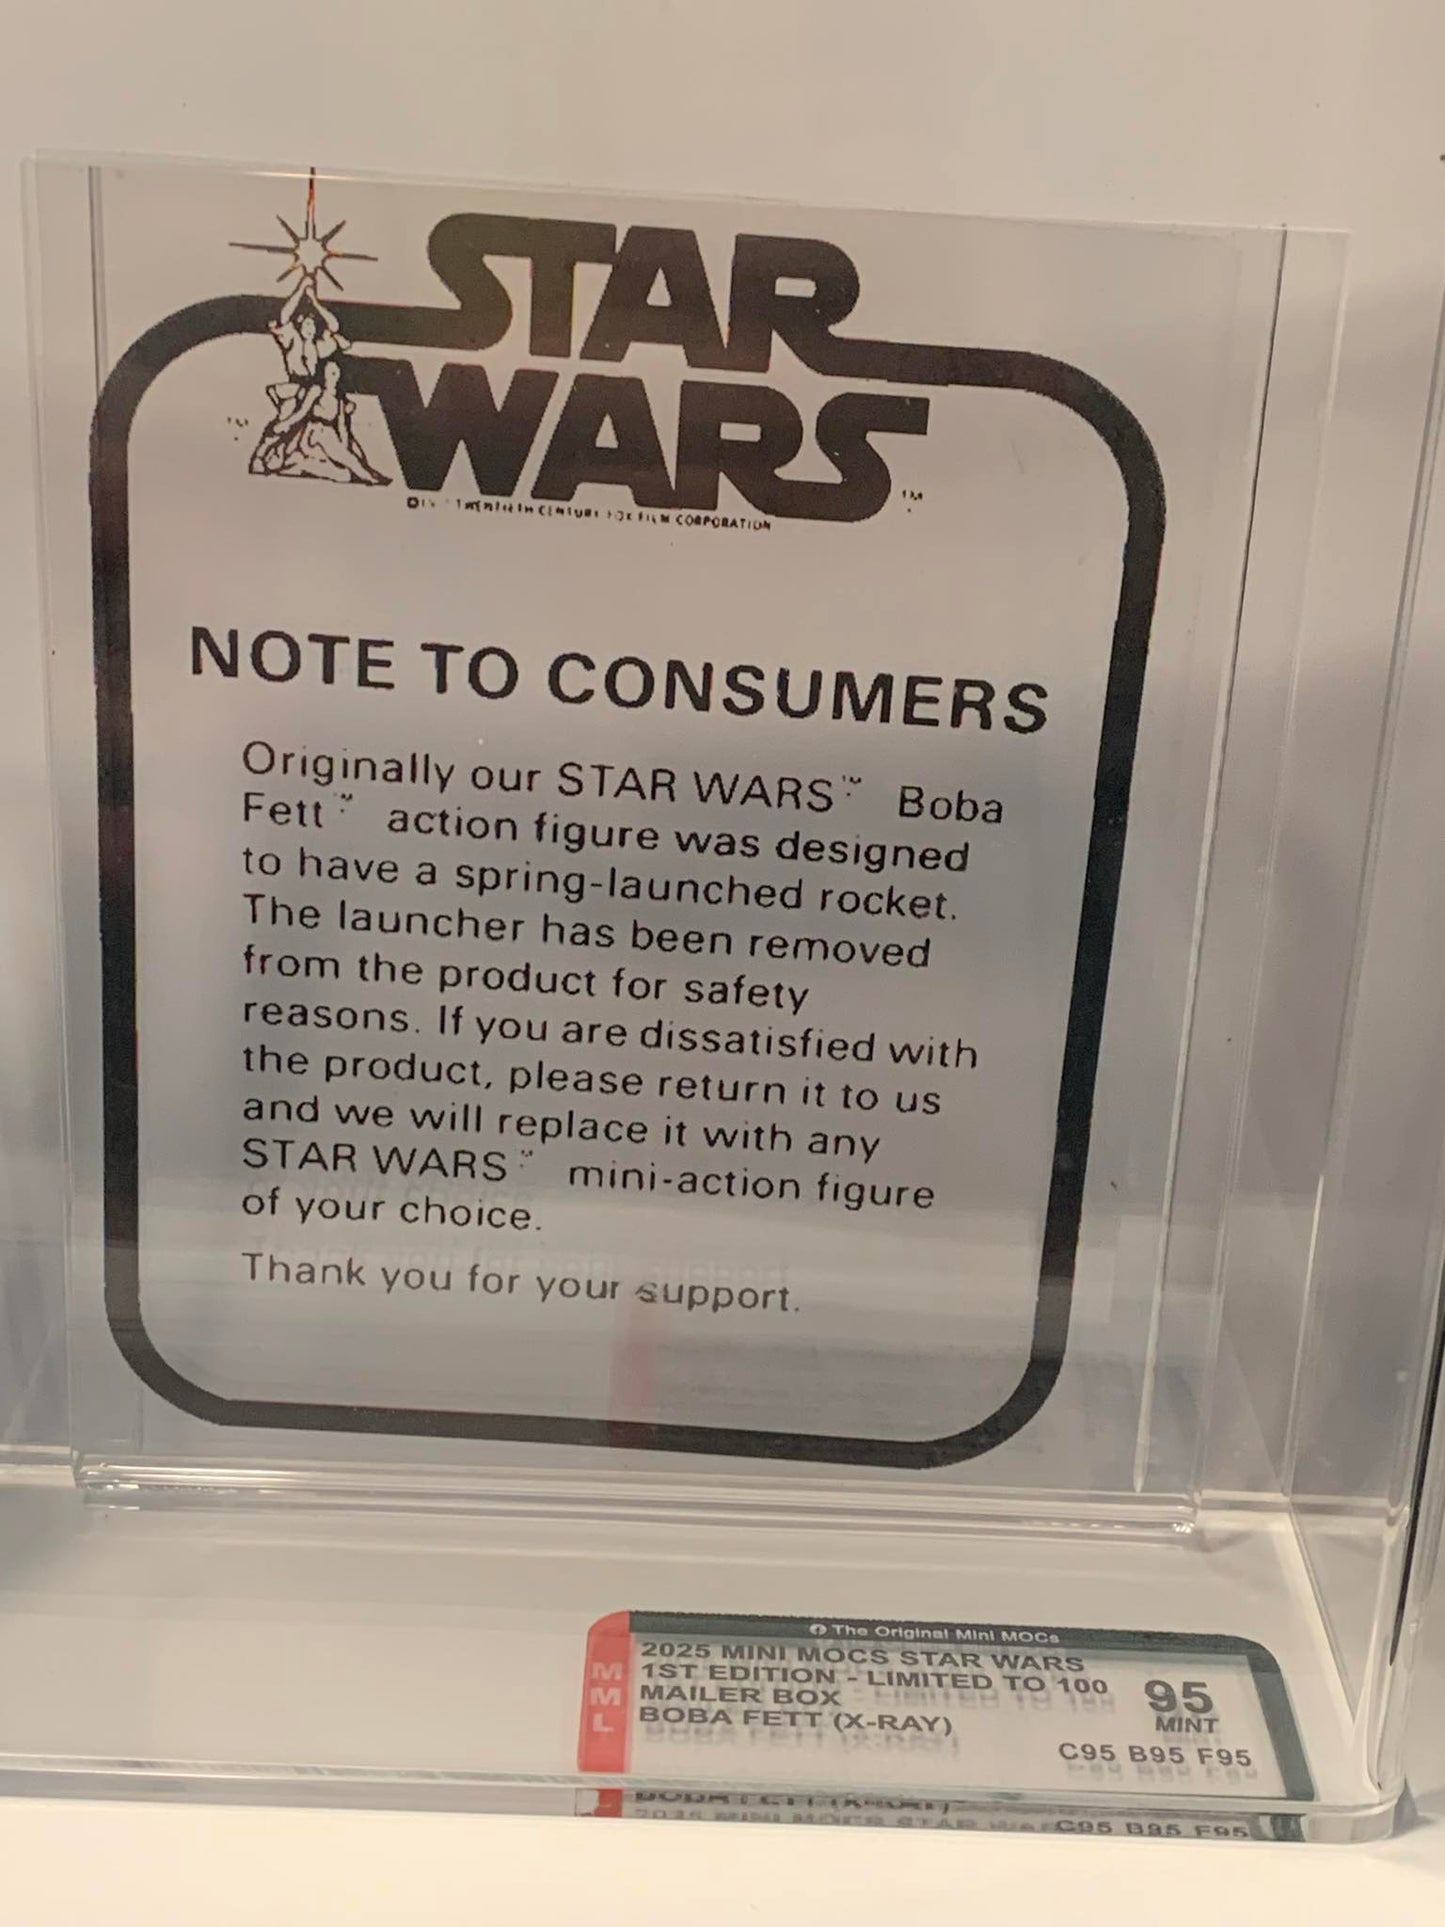 STAR
WARS™
TWENTIETH CENTURY FOX FILM CORPORATION
NOTE TO CONSUMERS
Originally our STAR WARS™ Boba
Fett™ action figure was designed
to have a spring-launched rocket.
The launcher has been removed
from the product for safety
reasons. If you are dissatisfied with
the product, please return it to us
and we will replace it with any
STAR WARS™ mini-action figure
of your choice.
Thank you for your support.
The Original Mini MOCs
MML
2025 MINI MOCS STAR WARS
1ST EDITION - LIMITED TO 100
MAILER BOX
BOBA FETT (X-RAY)
95
MINT
C95 B95 F95